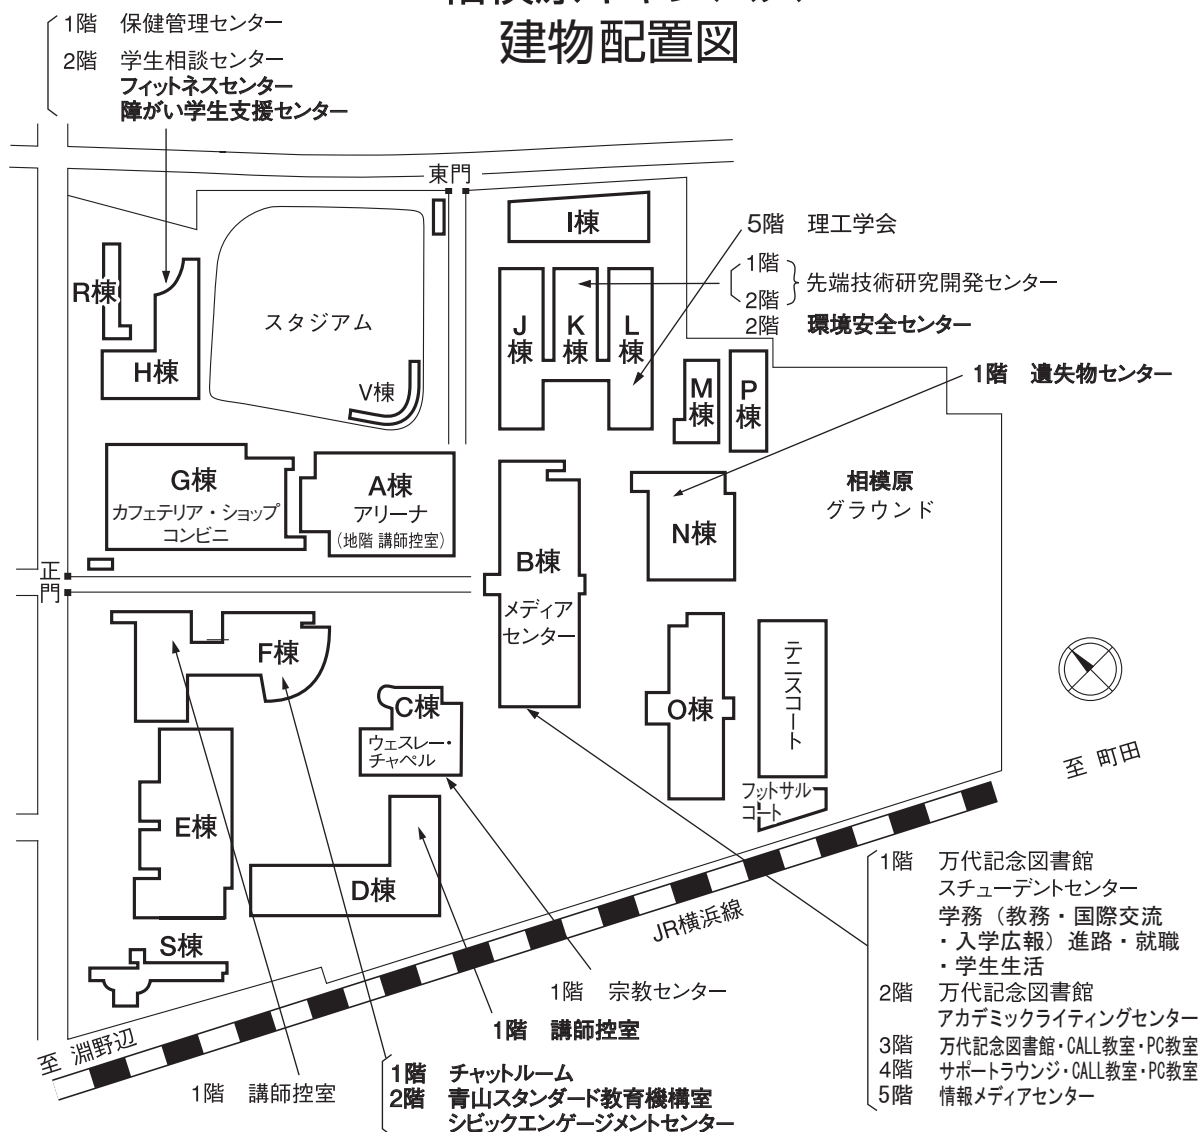 建物配置図
1階 保健管理センター
2階 学生相談センター
フィットネスセンター
障がい学生支援センター
東門
I棟
5階 理工学会
1階
2階
先端技術研究開発センター
2階 環境安全センター
R棟
H棟
スタジアム
V棟
J棟
K棟
L棟
M棟
P棟
1階 遺失物センター
G棟
カフェテリア・ショップ
コンビニ
A棟
アリーナ
(地階 講師控室)
B棟
メディア
センター
N棟
相模原
グラウンド
正門
F棟
C棟
ウェスレー・
チャペル
O棟
テニスコート
フットサル
コート
至 町田
E棟
D棟
S棟
JR横浜線
至 淵野辺
1階 宗教センター
1階 講師控室
1階 講師控室
1階 チャットルーム
2階 青山スタンダード教育機構室
シビックエンゲージメントセンター
1階 万代記念図書館
スチューデントセンター
学務(教務・国際交流
・入学広報)進路・就職
・学生生活
2階 万代記念図書館
アカデミックライティングセンター
3階 万代記念図書館・CALL教室・PC教室
4階 サポートラウンジ・CALL教室・PC教室
5階 情報メディアセンター